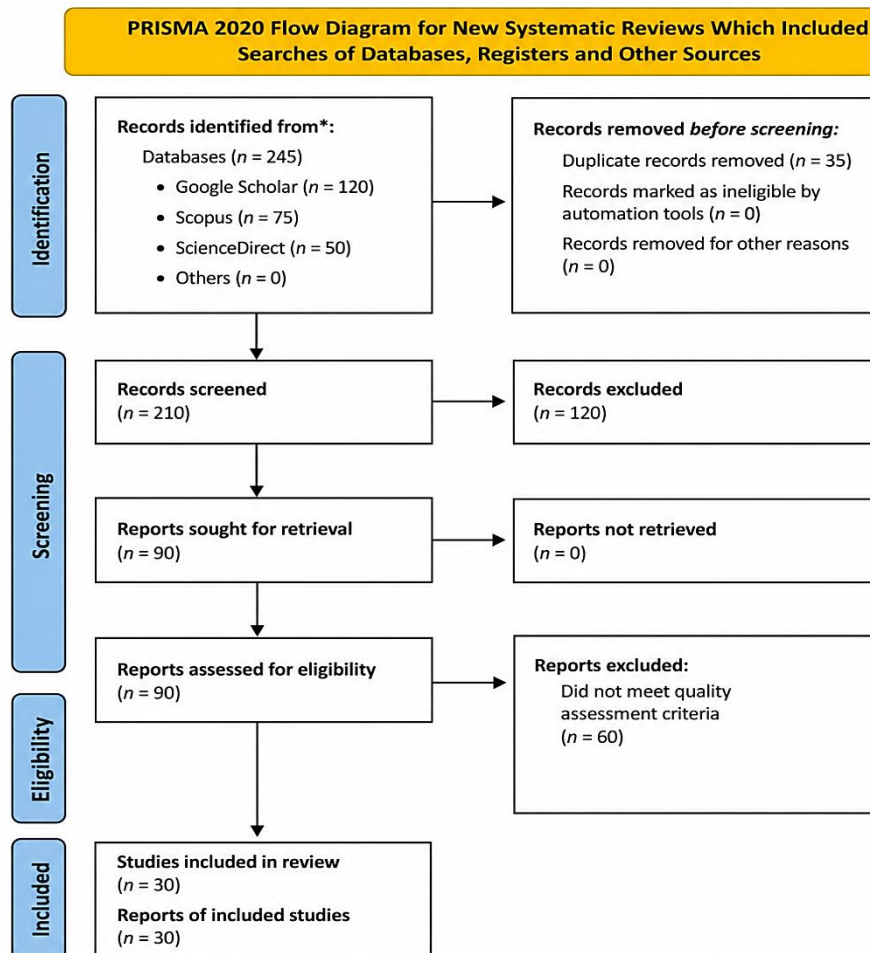 PRISMA 2020 Flow Diagram for New Systematic Reviews Which Included
Searches of Databases, Registers and Other Sources
Identification
Records identified from*:
Databases (n = 245)
• Google Scholar (n = 120)
• Scopus (n = 75)
• ScienceDirect (n = 50)
• Others (n = 0)
Records removed before screening:
Duplicate records removed (n = 35)
Records marked as ineligible by
automation tools (n = 0)
Records removed for other reasons
(n = 0)
Screening
Records screened
(n = 210)
Records excluded
(n = 120)
Reports sought for retrieval
(n = 90)
Reports not retrieved
(n = 0)
Reports assessed for eligibility
(n = 90)
Reports excluded:
Did not meet quality
assessment criteria
(n = 60)
Eligibility
Included
Studies included in review
(n = 30)
Reports of included studies
(n = 30)